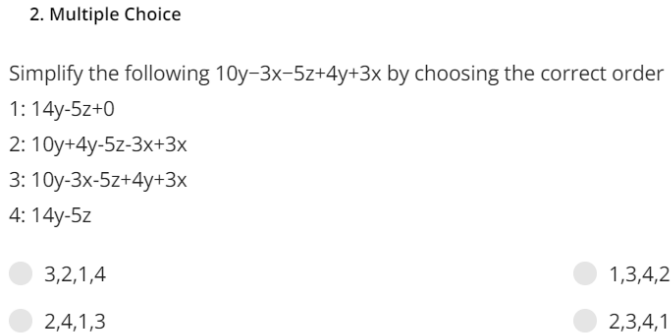 2. Multiple Choice
Simplify the following 10y−3x−5z+4y+3x by choosing the correct order
1: 14y-5z+0
2: 10y+4y-5z-3x+3x
3: 10y-3x-5z+4y+3x
4: 14y-5z
3,2,1,4
1,3,4,2
2,4,1,3
2,3,4,1